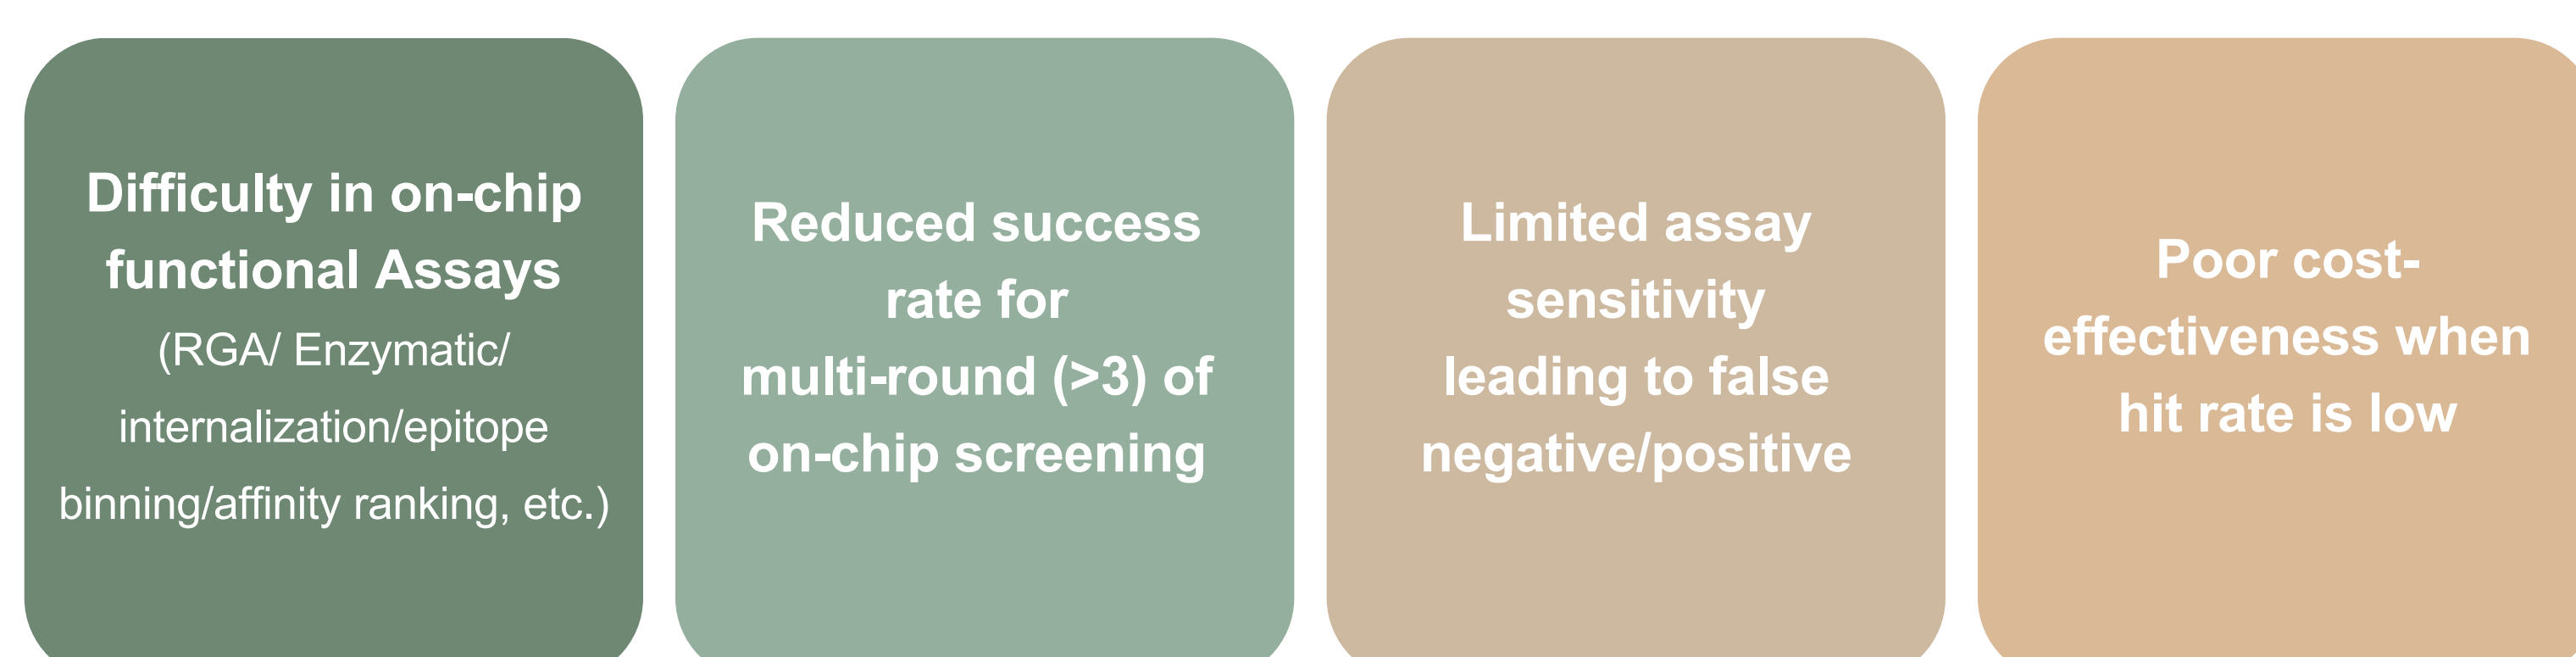 Difficulty in on-chip
functional Assays
(RGA/ Enzymatic/
internalization/epitope
binning/affinity ranking, etc.)
Reduced success
rate for
multi-round (>3) of
on-chip screening
Limited assay
sensitivity
leading to false
negative/positive
Poor cost-
effectiveness when
hit rate is low